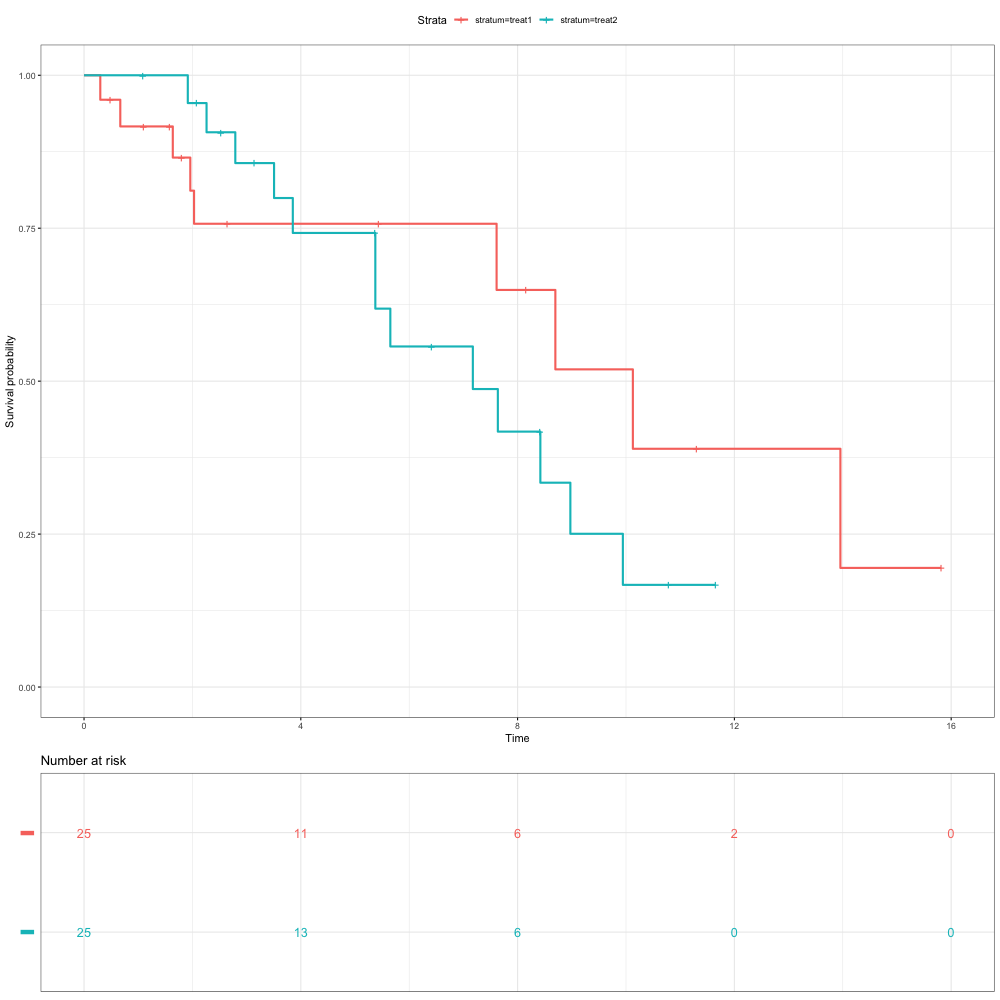 Strata stratum=treat1 stratum=treat2
Survival probability
1.00
0.75
0.50
0.25
0.00
0 4 8 12 16
Time
Number at risk
25 11 6 2 0
25 13 6 0 0